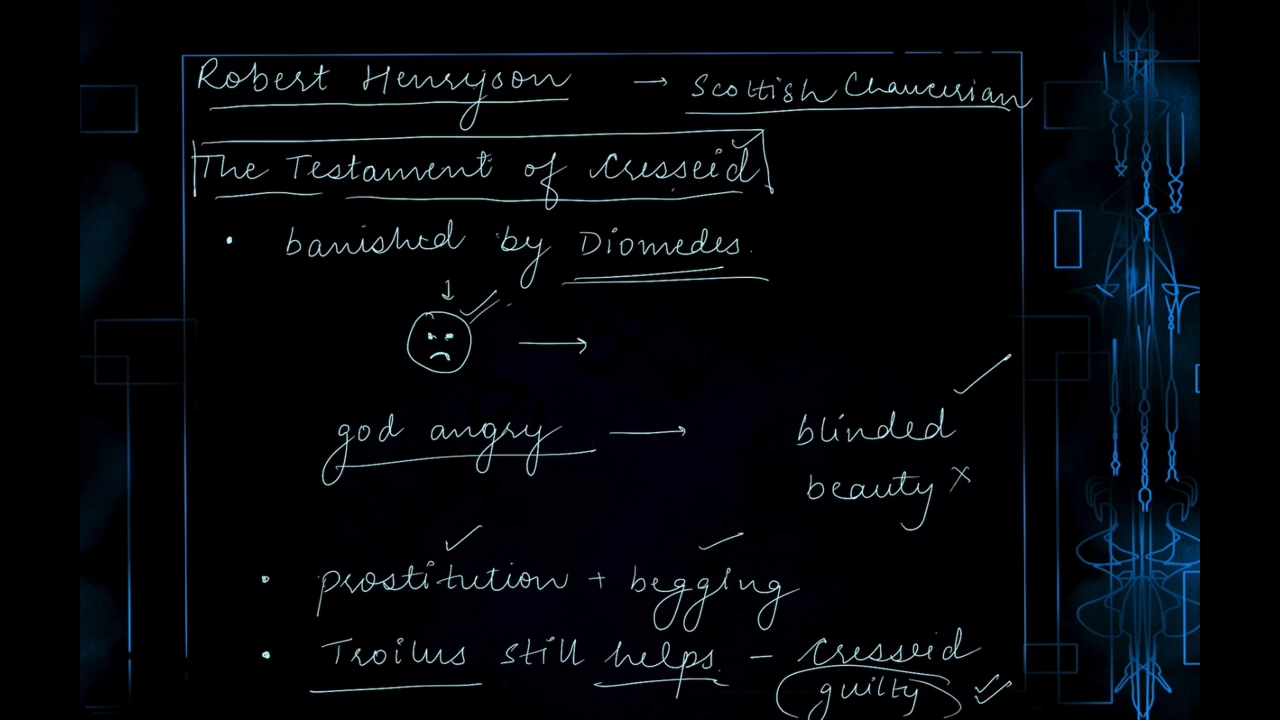 Robert Henryson → Scottish Chaucerian
The Testament of Cresseid
• banished by Diomedes.
god angry → blinded
beauty x
• prostitution + begging
• Troilus still helps. - Cresseid
guilty